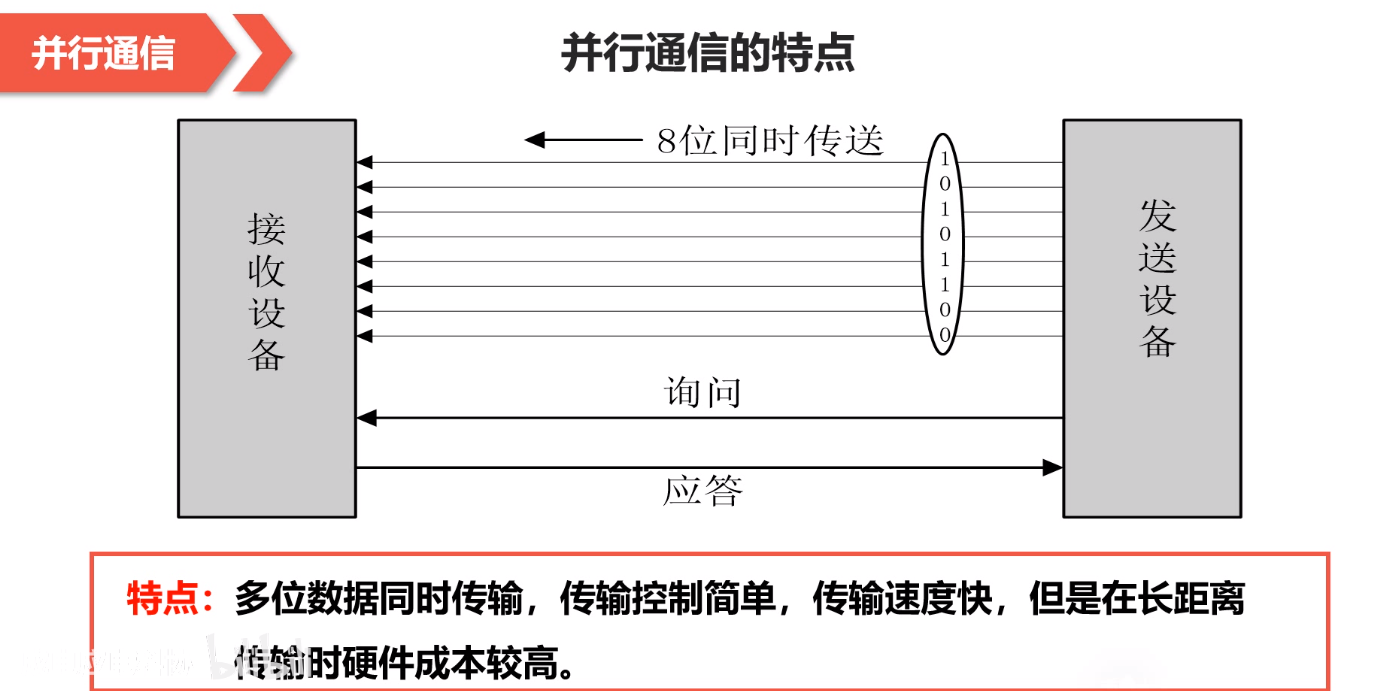 并行通信
并行通信的特点
8位同时传送
1
0
1
0
1
1
0
0
接收设备
发送设备
询问
应答
特点：多位数据同时传输，传输控制简单，传输速度快，但是在长距离
传输时硬件成本较高。
bilibili